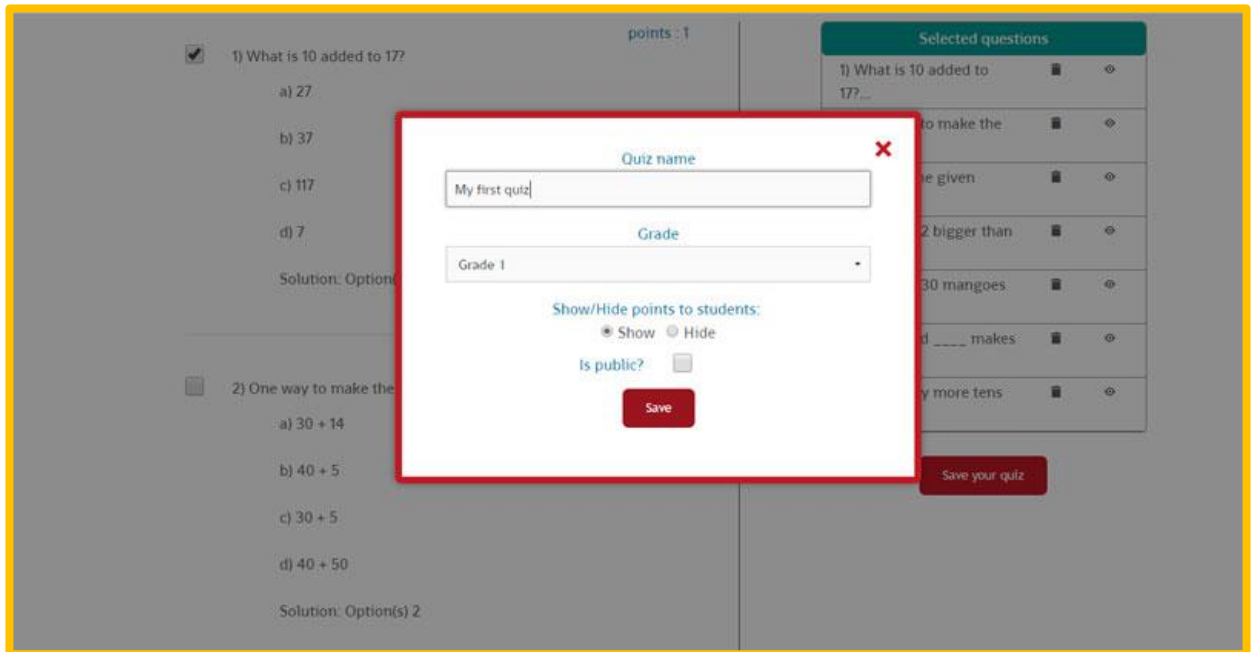 points : 1
1) What is 10 added to 17?
a) 27
b) 37
c) 117
d) 7
Solution: Option(
2) One way to make the
a) 30 + 14
b) 40 + 5
c) 30 + 5
d) 40 + 50
Solution: Option(s) 2
Quiz name
My first quiz
Grade
Grade 1
Show/Hide points to students:
Show Hide
Is public?
Save
Selected questions
1) What is 10 added to
17?...
to make the
given
2 bigger than
30 mangoes
____ makes
more tens
Save your quiz